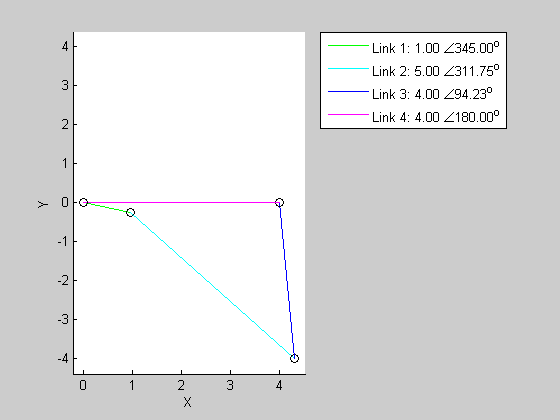 4
3
2
1
0
-1
-2
-3
-4
Y
0 1 2 3 4
X
Link 1: 1.00 ∠345.00°
Link 2: 5.00 ∠311.75°
Link 3: 4.00 ∠94.23°
Link 4: 4.00 ∠180.00°